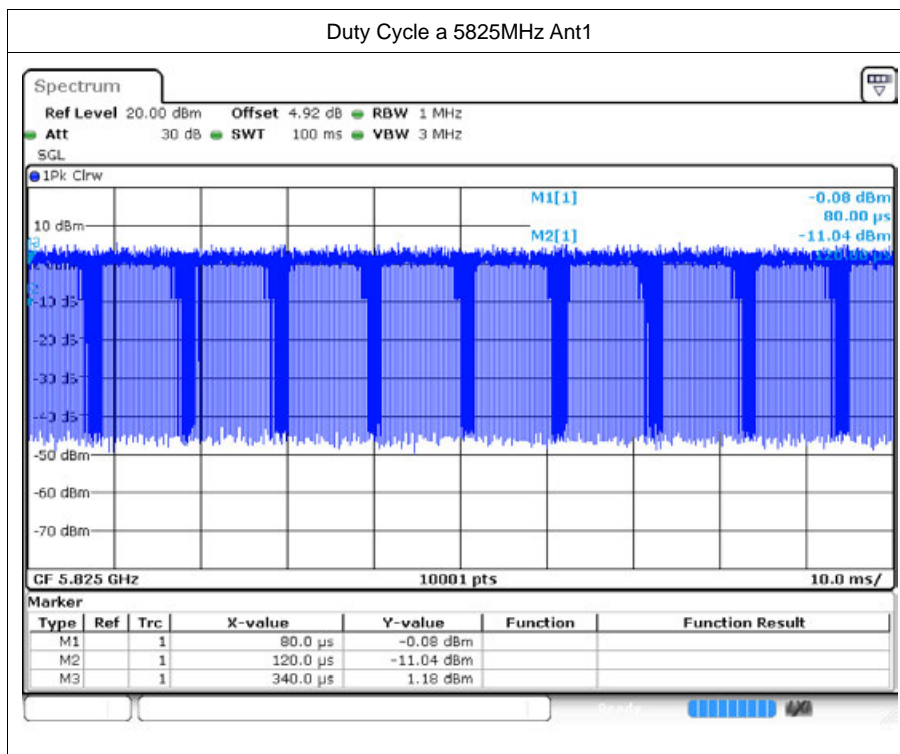 Duty Cycle a 5825MHz Ant1
Spectrum
Ref Level 20.00 dBm Offset 4.92 dB RBW 1 MHz
Att 30 dB SWT 100 ms VBW 3 MHz
SGL
1Pk Clrw
M1[1] -0.08 dBm
80.00 µs
10 dBm
M2[1] -11.04 dBm
120.00 µs
-50 dBm
-60 dBm
-70 dBm
CF 5.825 GHz 10001 pts 10.0 ms/
Marker
Type Ref Trc X-value Y-value Function Function Result
M1 1 80.0 µs -0.08 dBm
M2 1 120.0 µs -11.04 dBm
M3 1 340.0 µs 1.18 dBm
Ready